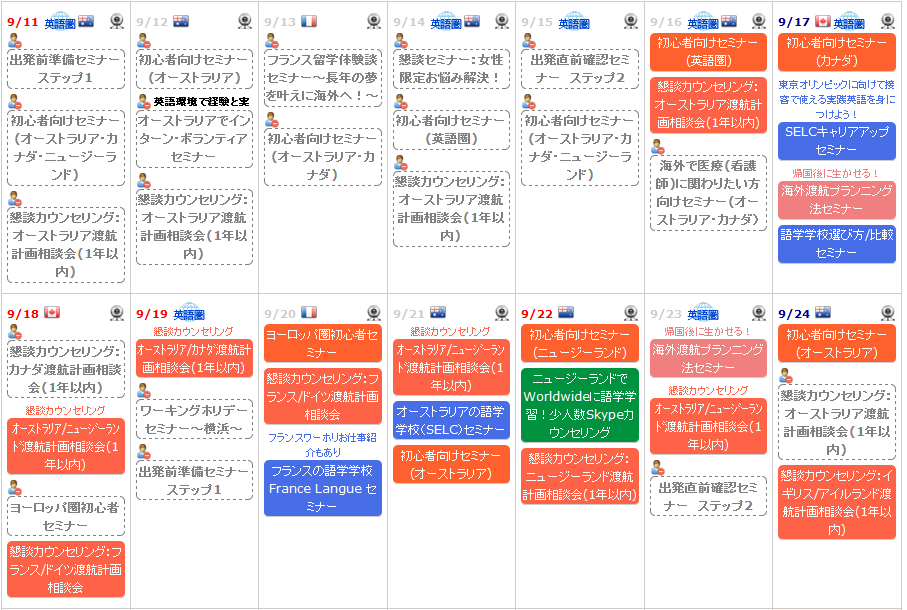 9/11 英語圏
出発前準備セミナー
ステップ1
初心者向けセミナー
(オーストラリア・カ
ナダ・ニュージーラ
ンド)
懇談カウンセリング:
オーストラリア渡航
計画相談会(1年以
内)
9/12
初心者向けセミナー
(オーストラリア)
英語環境で経験と実
オーストラリアでイン
ターン・ボランティア
セミナー
懇談カウンセリング:
オーストラリア渡航
計画相談会(1年以
内)
9/13
フランス留学体験談
セミナー～長年の夢
を叶えに海外へ！～
初心者向けセミナー
(オーストラリア・カ
ナダ)
9/14 英語圏
懇談セミナー:女性
限定お悩み解決！
初心者向けセミナー
(英語圏)
懇談カウンセリング:
オーストラリア渡航
計画相談会(1年以
内)
9/15 英語圏
出発直前確認セミ
ナー ステップ2
初心者向けセミナー
(オーストラリア・カ
ナダ・ニュージーラ
ンド)
9/16 英語圏
初心者向けセミナー
(英語圏)
懇談カウンセリング:
オーストラリア渡航計
画相談会(1年以内)
海外で医療(看護
師)に関わりたい方
向けセミナー(オー
ストラリア・カナダ)
9/17 英語圏
初心者向けセミナー
(カナダ)
東京オリンピックに向けて接
客で使える実践英語を身に
つけよう！
SELCキャリアアップ
セミナー
帰国後に生かせる！
海外渡航プランニング
法セミナー
語学学校選び方/比較
セミナー
9/18
懇談カウンセリング:
カナダ渡航計画相談
会(1年以内)
懇談カウンセリング
オーストラリア/ニュージーラン
ド渡航計画相談会(1
年以内)
ヨーロッパ圏初心者
セミナー
懇談カウンセリング:フ
ランス/ドイツ渡航計画
相談会
9/19 英語圏
懇談カウンセリング
オーストラリア/カナダ渡航計
画相談会(1年以内)
ワーキングホリデー
セミナー～横浜～
出発前準備セミナー
ステップ1
9/20
ヨーロッパ圏初心者セ
ミナー
懇談カウンセリング:フ
ランス/ドイツ渡航計画
相談会
フランスワーホリお仕事紹
介もあり
フランスの語学学校
France Langue セ
ミナー
9/21
懇談カウンセリング
オーストラリア/ニュージーラン
ド渡航計画相談会(1
年以内)
オーストラリアの語学
学校(SELC)セミナー
初心者向けセミナー
(オーストラリア)
9/22
初心者向けセミナー
(ニュージーランド)
ニュージーランドで
Worldwideに語学学
習！少人数Skypeカ
ウンセリング
懇談カウンセリング:
ニュージーランド渡航
計画相談会(1年以内)
9/23 英語圏
帰国後に生かせる！
海外渡航プランニング
法セミナー
懇談カウンセリング
オーストラリア/ニュージーラン
ド渡航計画相談会(1
年以内)
出発直前確認セミ
ナー ステップ2
9/24
初心者向けセミナー
(オーストラリア)
懇談カウンセリング:
オーストラリア渡航
計画相談会(1年以
内)
懇談カウンセリング:イ
ギリス/アイルランド渡
航計画相談会(1年以
内)